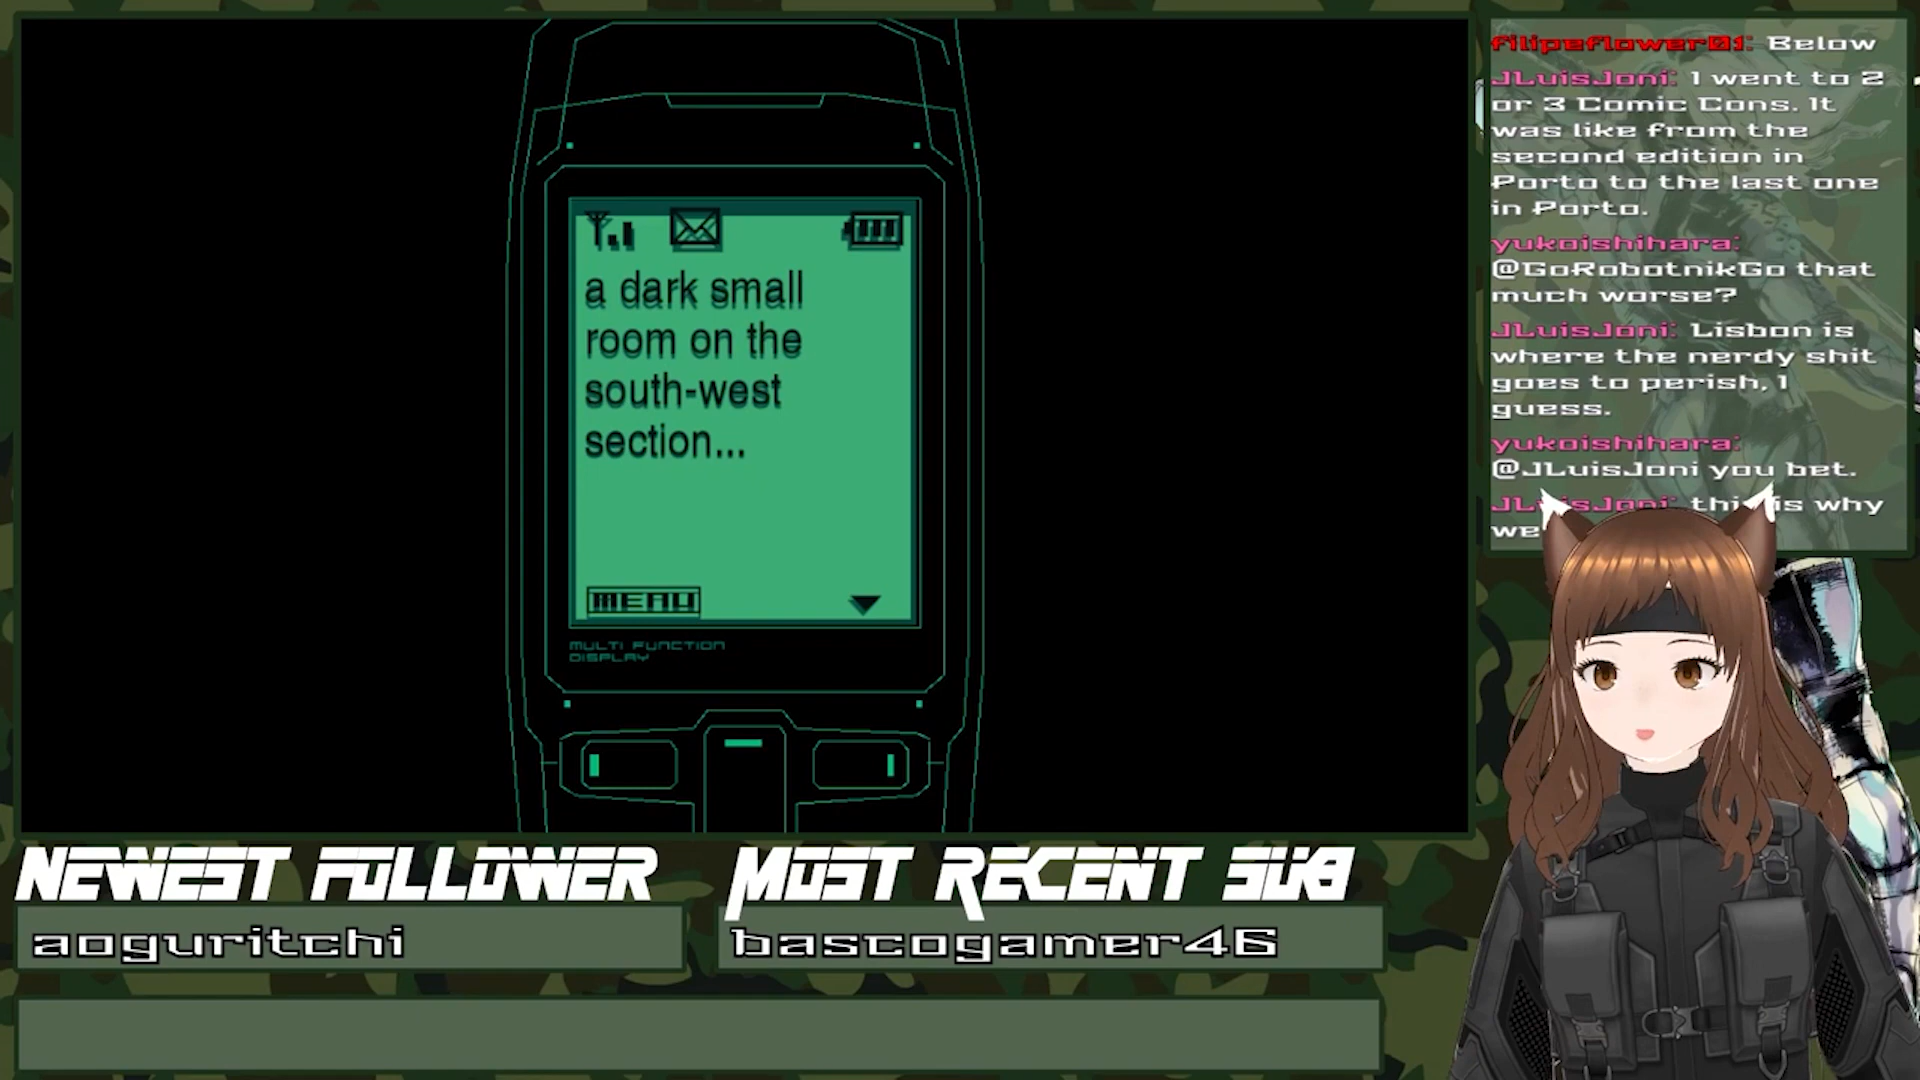 a dark small
room on the
south-west
section...
MENU
MULTI FUNCTION
DISPLAY
filipeflower01: Below
JLuisJoni: I went to 2
or 3 Comic Cons. It
was like from the
second edition in
Porto to the last one
in Porto.
yukoishihara:
@GoRobotnikGo that
much worse?
JLuisJoni: Lisbon is
where the nerdy shit
goes to perish, I
guess.
yukoishihara:
@JLuisJoni you bet.
JLuisJoni: this is why
we
NEWEST FOLLOWER
aoguritchi
MOST RECENT SUB
bascogamer46